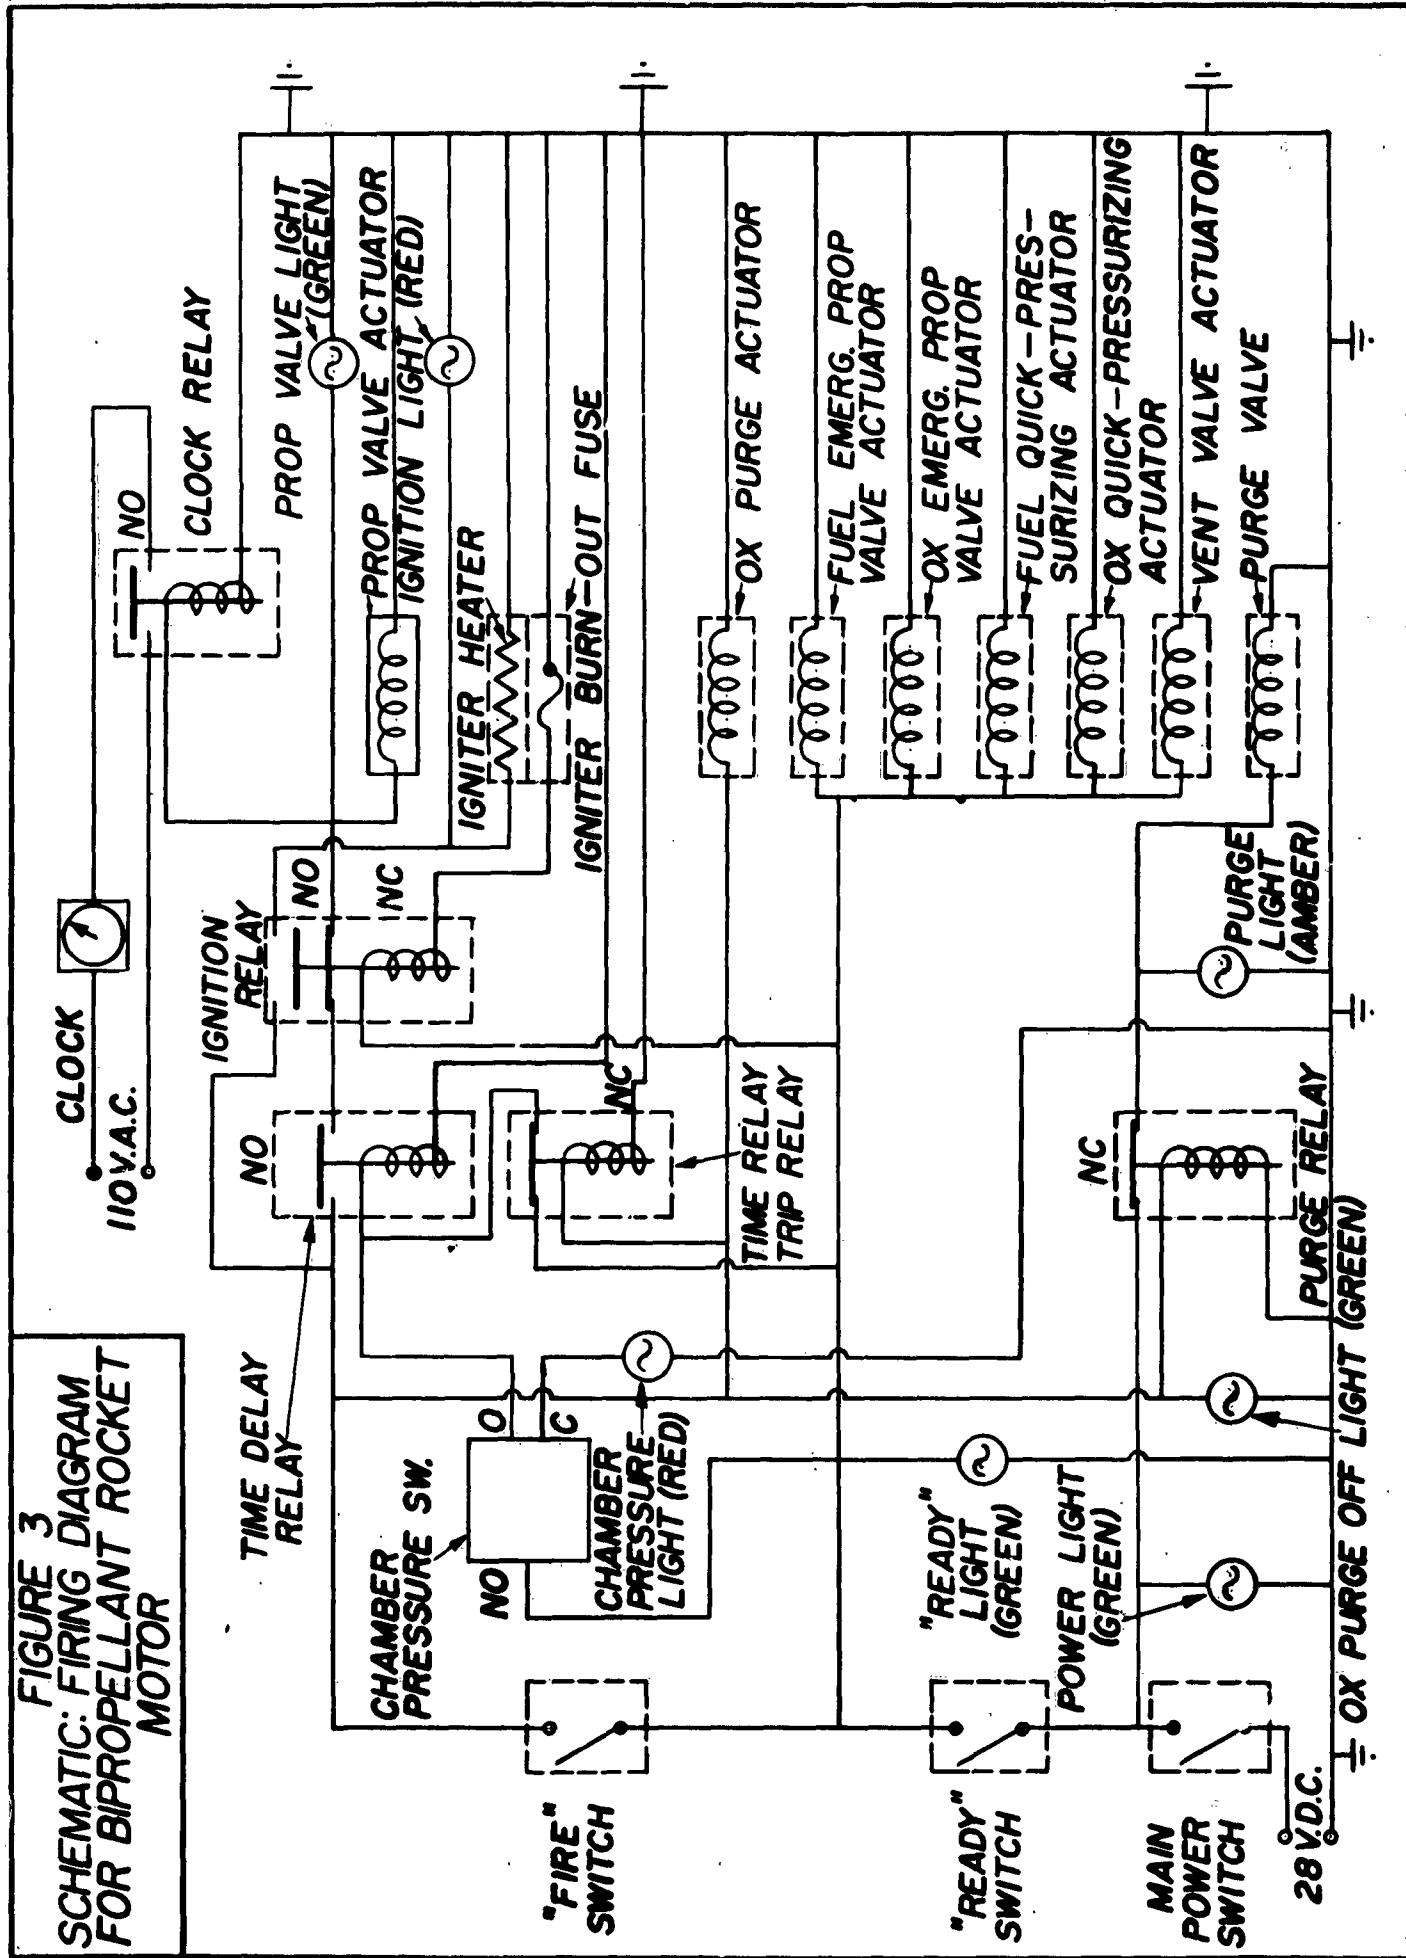 FIGURE 3
SCHEMATIC: FIRING DIAGRAM
FOR BIPROPELLANT ROCKET
MOTOR
CLOCK
110 V.A.C.
NO
CLOCK RELAY
PROP VALVE LIGHT
(GREEN)
PROP VALVE ACTUATOR
IGNITION LIGHT (RED)
IGNITION
RELAY
NO
NC
IGNITER HEATER
IGNITER BURN-OUT FUSE
TIME DELAY
RELAY
NO
NC
TIME RELAY
TRIP RELAY
CHAMBER
PRESSURE SW.
NO
O
C
CHAMBER
PRESSURE
LIGHT (RED)
OX PURGE ACTUATOR
FUEL EMERG. PROP
VALVE ACTUATOR
OX EMERG. PROP
VALVE ACTUATOR
FUEL QUICK-PRES-
SURIZING ACTUATOR
OX QUICK-PRESSURIZING
ACTUATOR
VENT VALVE ACTUATOR
PURGE VALVE
"FIRE"
SWITCH
"READY"
SWITCH
MAIN
POWER
SWITCH
"READY"
LIGHT
(GREEN)
POWER LIGHT
(GREEN)
NC
PURGE RELAY
PURGE
LIGHT
(AMBER)
28 V.D.C.
OX PURGE OFF LIGHT (GREEN)